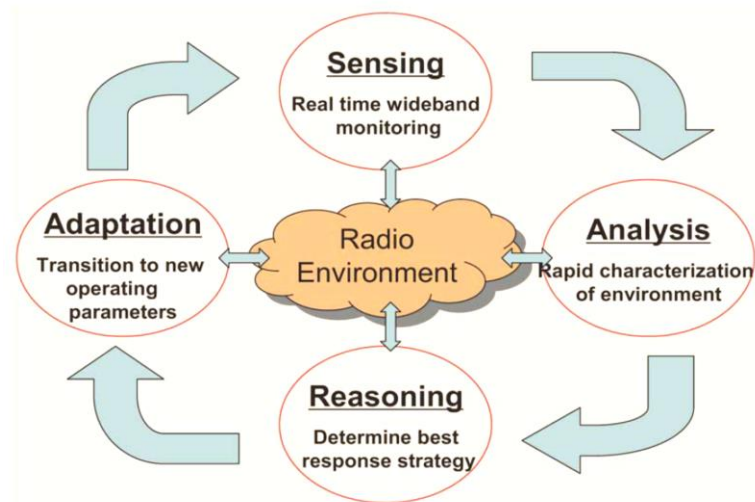 Sensing
Real time wideband
monitoring
Adaptation
Transition to new
operating
parameters
Radio
Environment
Analysis
Rapid characterization
of environment
Reasoning
Determine best
response strategy